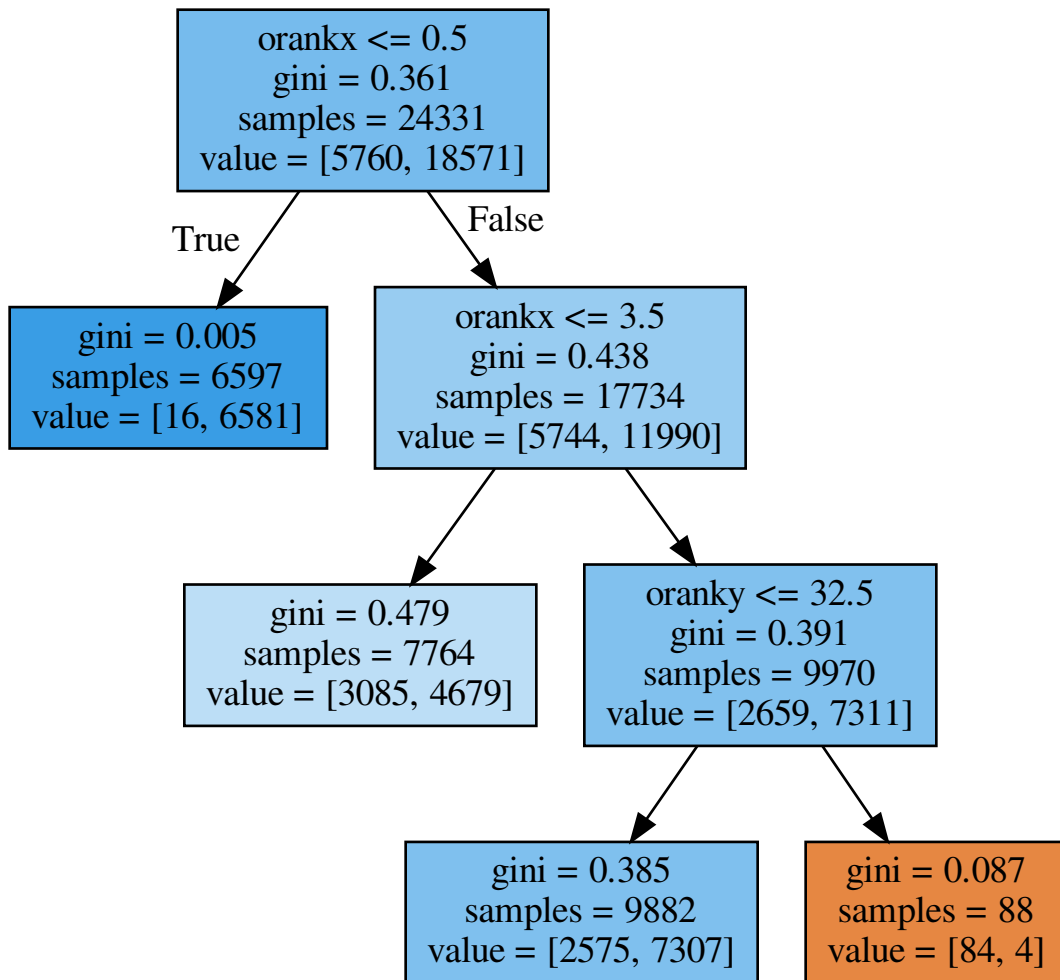 orankx <= 0.5
gini = 0.361
samples = 24331
value = [5760, 18571]
True
False
gini = 0.005
samples = 6597
value = [16, 6581]
orankx <= 3.5
gini = 0.438
samples = 17734
value = [5744, 11990]
gini = 0.479
samples = 7764
value = [3085, 4679]
oranky <= 32.5
gini = 0.391
samples = 9970
value = [2659, 7311]
gini = 0.385
samples = 9882
value = [2575, 7307]
gini = 0.087
samples = 88
value = [84, 4]